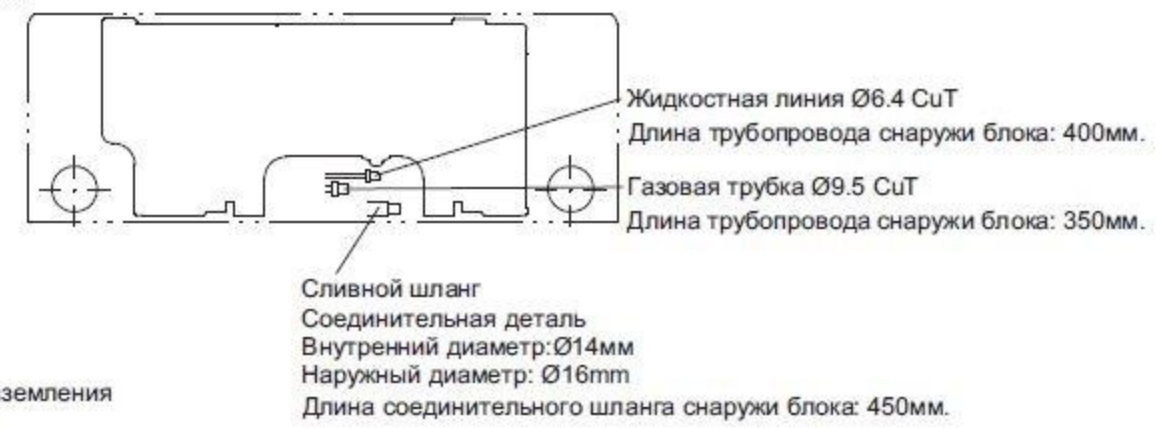 Жидкостная линия Ø6.4 CuT
Длина трубопровода снаружи блока: 400мм.
Газовая трубка Ø9.5 CuT
Длина трубопровода снаружи блока: 350мм.
Сливной шланг
Соединительная деталь
Внутренний диаметр:Ø14мм
Наружный диаметр: Ø16mm
Длина соединительного шланга снаружи блока: 450мм.